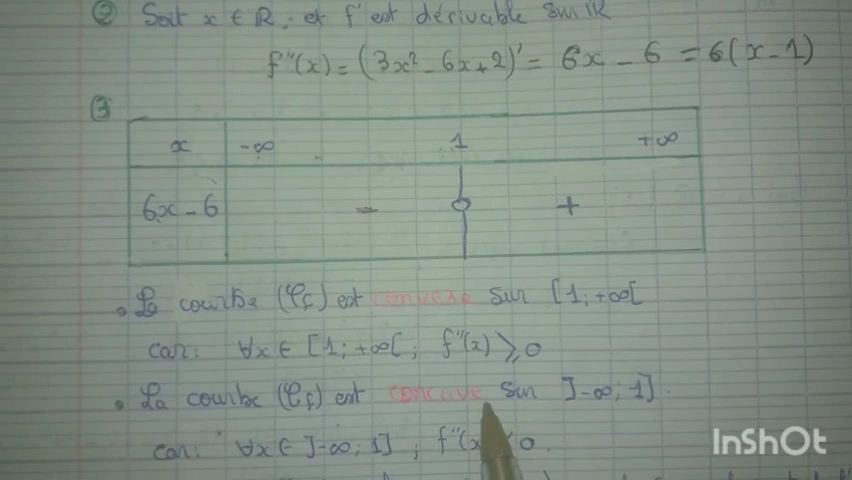 ② Soit x ∈ ℝ, et f' est dérivable sur ℝ
f"(x) = (3x² - 6x + 2)' = 6x - 6 = 6(x - 1)
③
x -∞ 1 +∞
6x - 6 - 0 +
• La courbe (𝒞f) est convexe sur [1; +∞[
car: ∀x ∈ [1; +∞[ ; f"(x) ⩾ 0
• La courbe (𝒞f) est concave sur ]-∞; 1].
car: ∀x ∈ ]-∞; 1] ; f"(x) 0.
InShOt